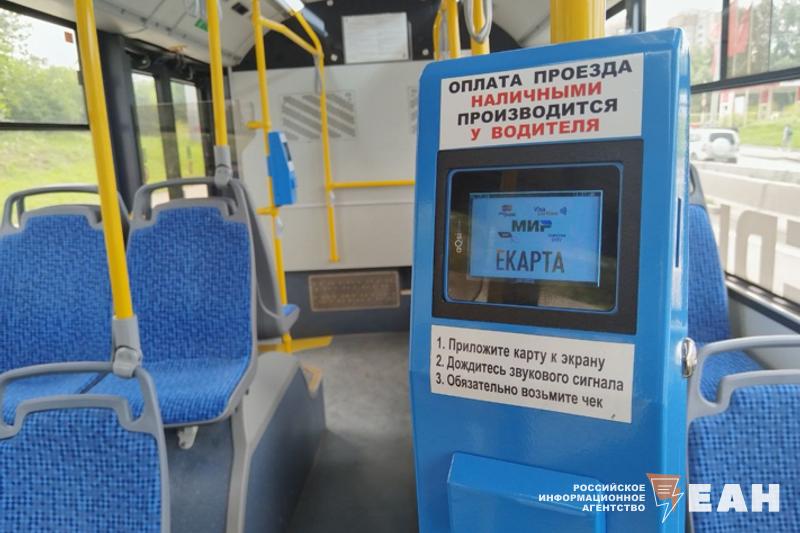 ОПЛАТА ПРОЕЗДА
НАЛИЧНЫМИ
ПРОИЗВОДИТСЯ
У ВОДИТЕЛЯ
VISA
МИР
ЕКАРТА
1. Приложите карту к экрану
2. Дождитесь звукового сигнала
3. Обязательно возьмите чек
РОССИЙСКОЕ
ИНФОРМАЦИОННОЕ
АГЕНТСТВО
ЕАН